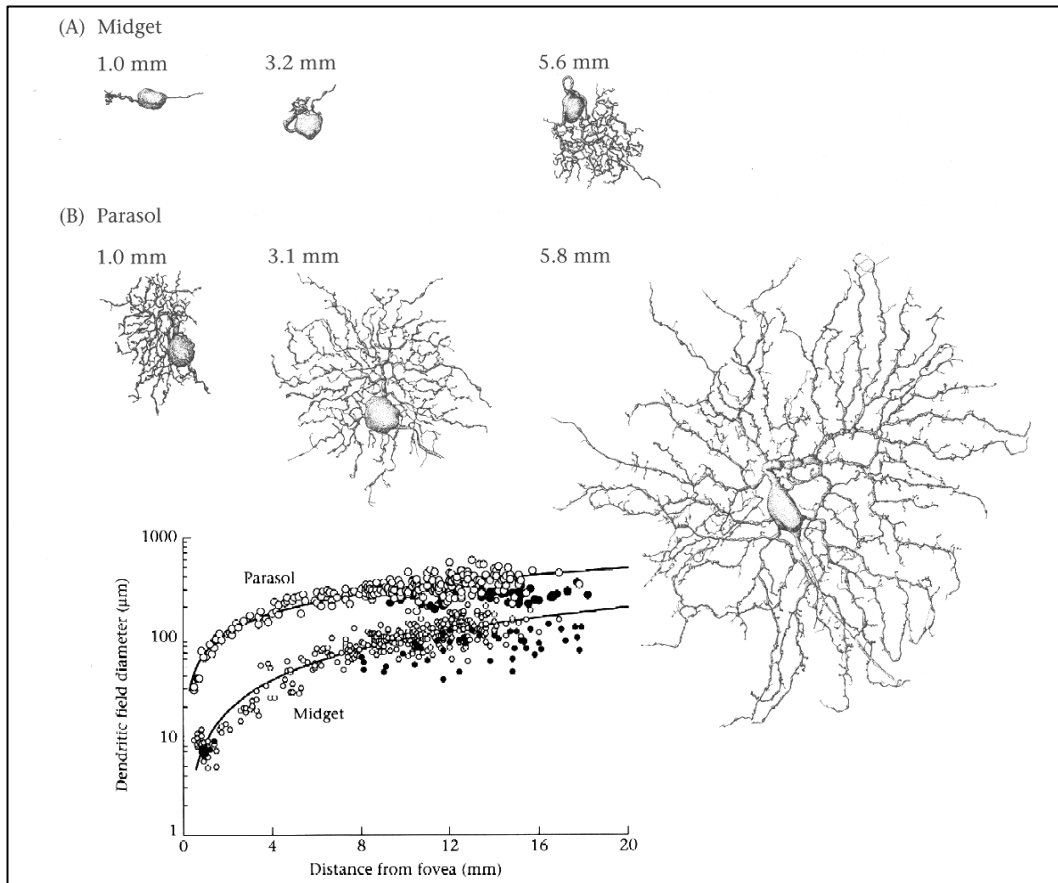 (A) Midget
1.0 mm 3.2 mm 5.6 mm
(B) Parasol
1.0 mm 3.1 mm 5.8 mm
1000
100
10
1
Dendritic field diameter (μm)
Parasol
Midget
0 4 8 12 16 20
Distance from fovea (mm)